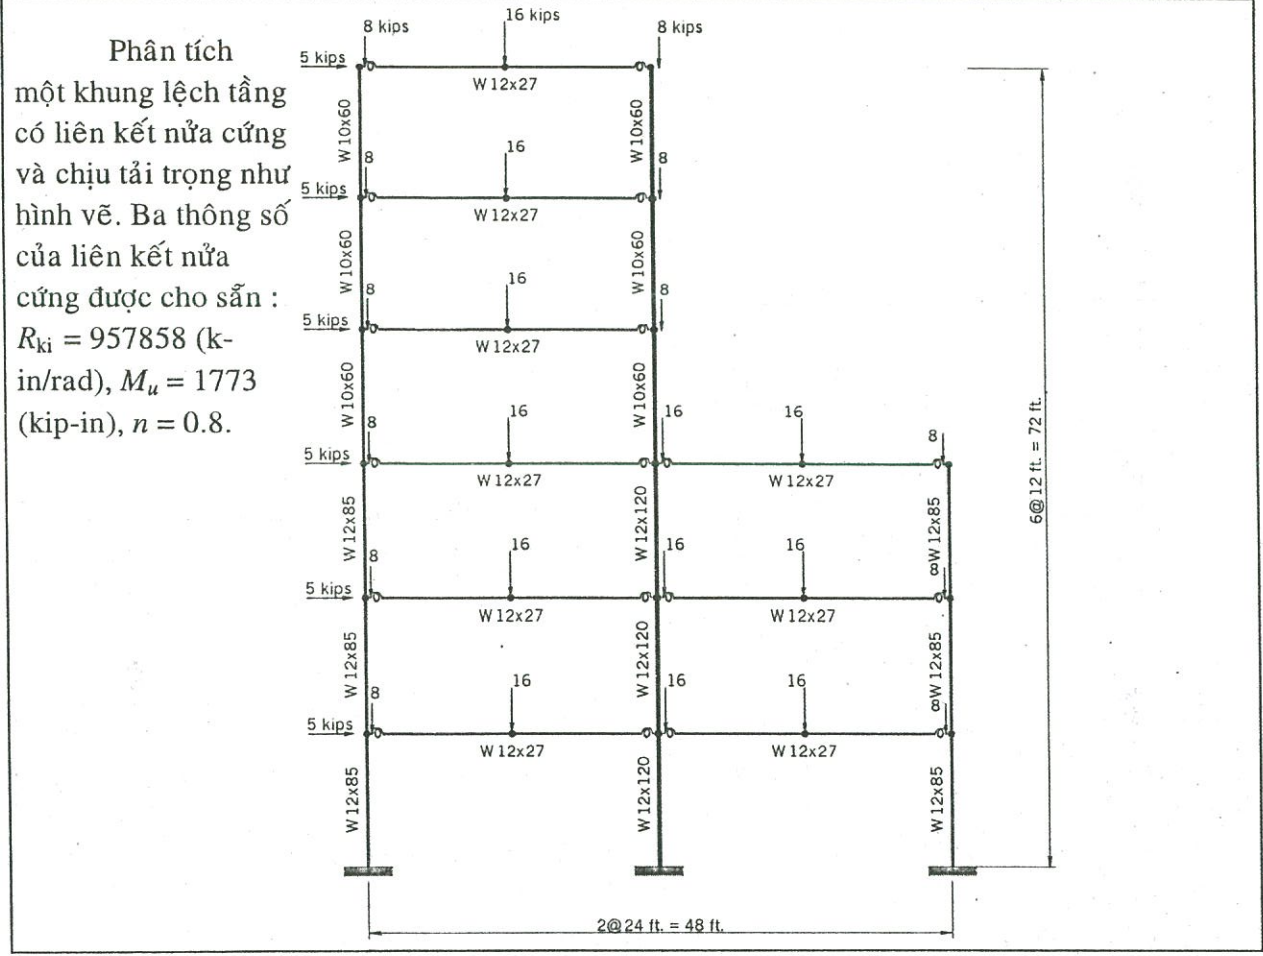 Phân tích
một khung lệch tầng
có liên kết nửa cứng
và chịu tải trọng như
hình vẽ. Ba thông số
của liên kết nửa
cứng được cho sẵn :
R_ki = 957858 (k-
in/rad), M_u = 1773
(kip-in), n = 0.8.
8 kips
16 kips
8 kips
5 kips
W12x27
W10x60
W10x60
8
16
8
5 kips
W12x27
W10x60
W10x60
8
16
8
5 kips
W12x27
W10x60
W10x60
8
16
16
16
8
5 kips
W12x27
W12x27
W12x85
W12x120
W12x85
8
16
16
16
8
5 kips
W12x27
W12x27
W12x85
W12x120
W12x85
8
16
16
16
8
5 kips
W12x27
W12x27
W12x85
W12x120
W12x85
6@12 ft. = 72 ft.
2@24 ft. = 48 ft.